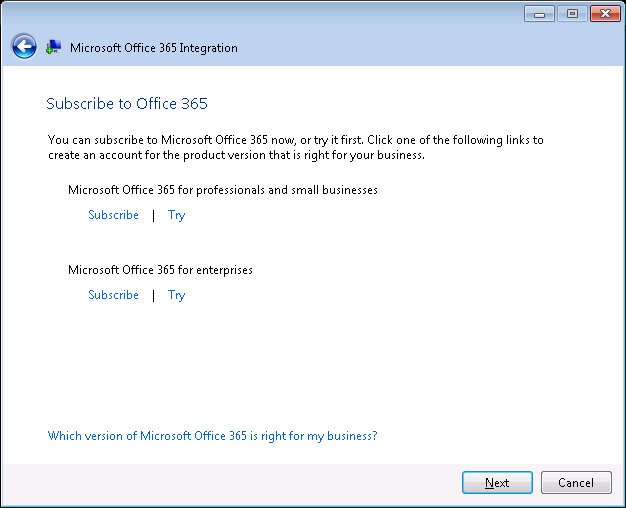 Microsoft Office 365 Integration
Subscribe to Office 365
You can subscribe to Microsoft Office 365 now, or try it first. Click one of the following links to
create an account for the product version that is right for your business.
Microsoft Office 365 for professionals and small businesses
Subscribe | Try
Microsoft Office 365 for enterprises
Subscribe | Try
Which version of Microsoft Office 365 is right for my business?
Next Cancel